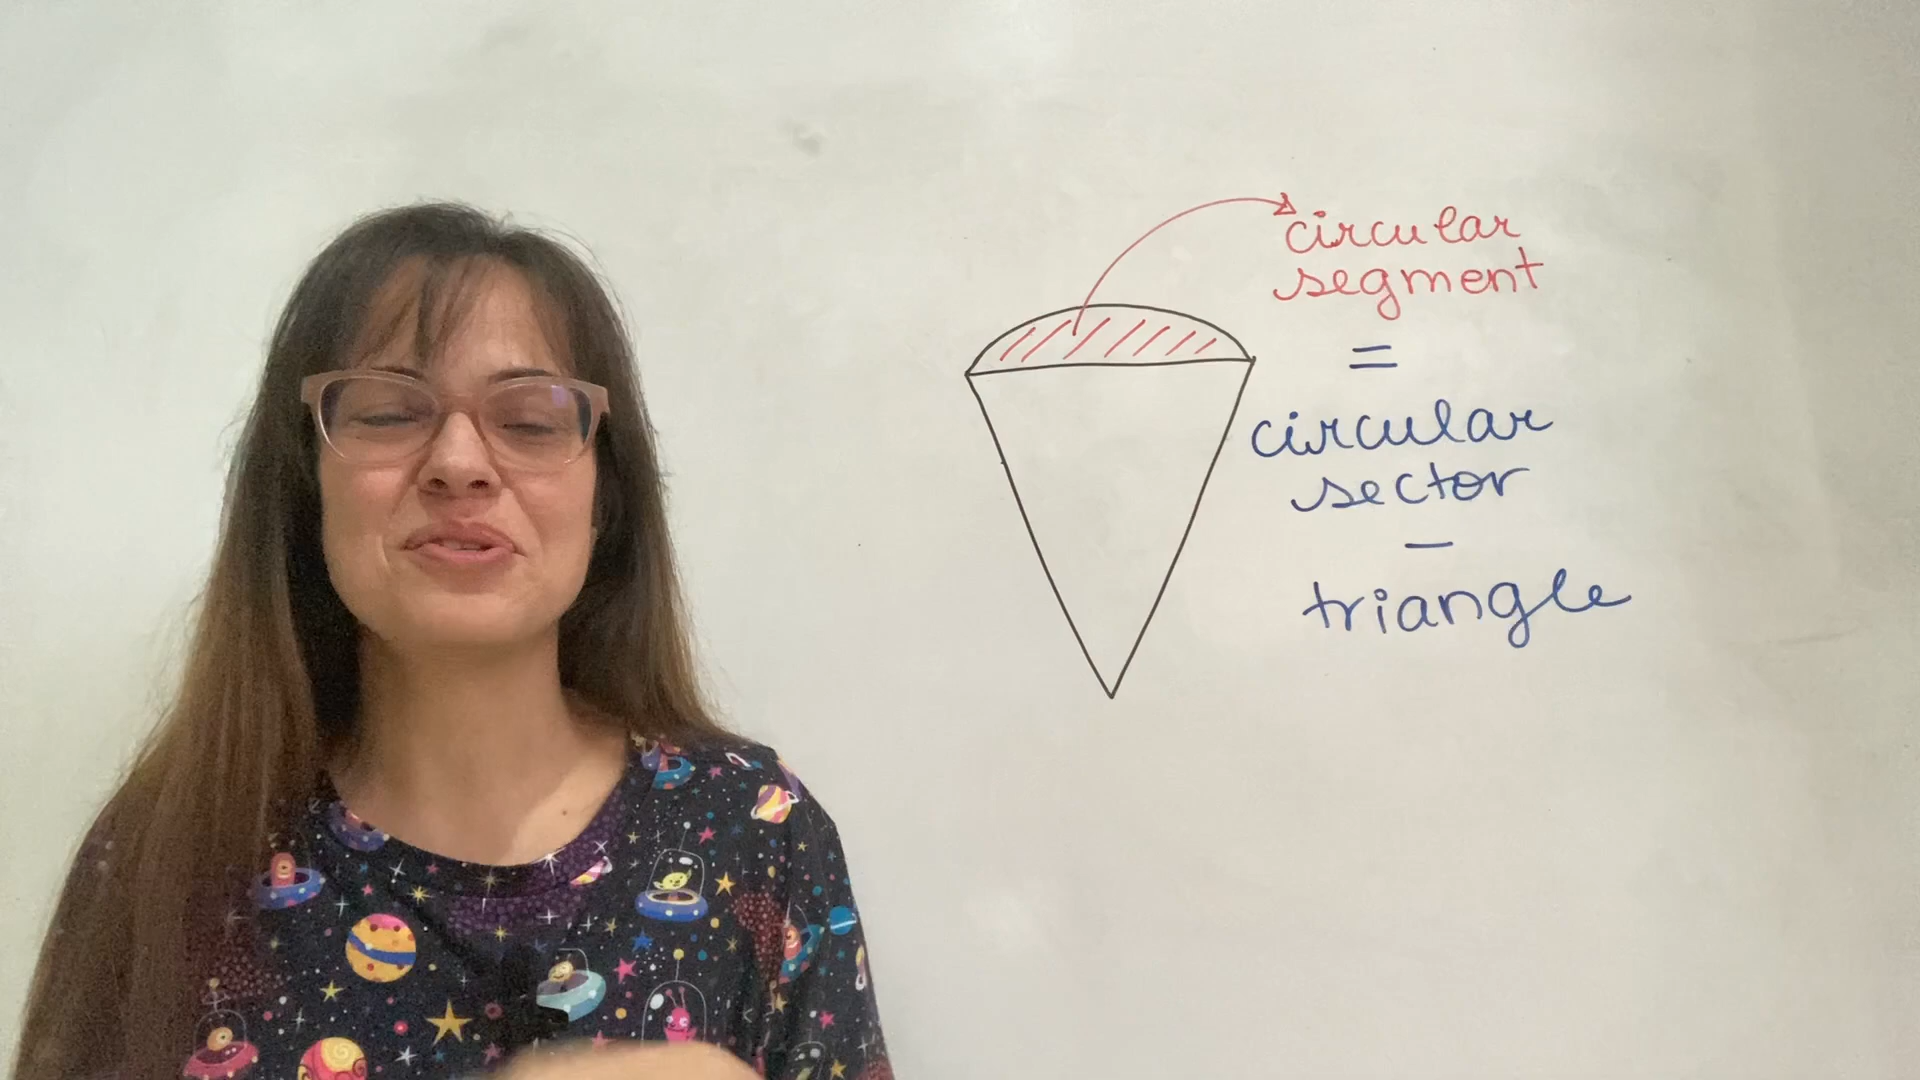 circular
segment
=
circular
sector
-
triangle